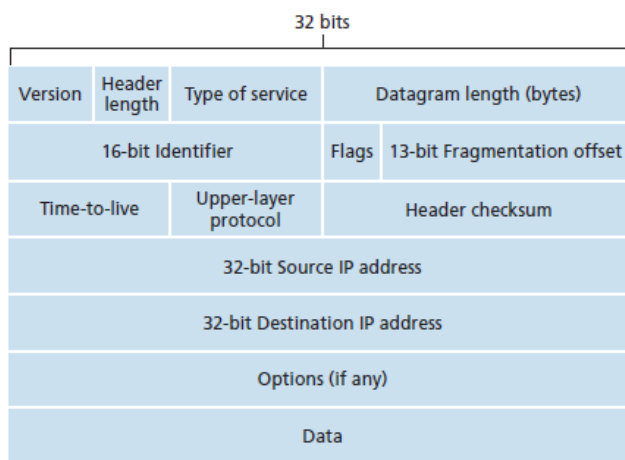 32 bits
Version
Header
length
Type of service
Datagram length (bytes)
16-bit Identifier
Flags
13-bit Fragmentation offset
Time-to-live
Upper-layer
protocol
Header checksum
32-bit Source IP address
32-bit Destination IP address
Options (if any)
Data